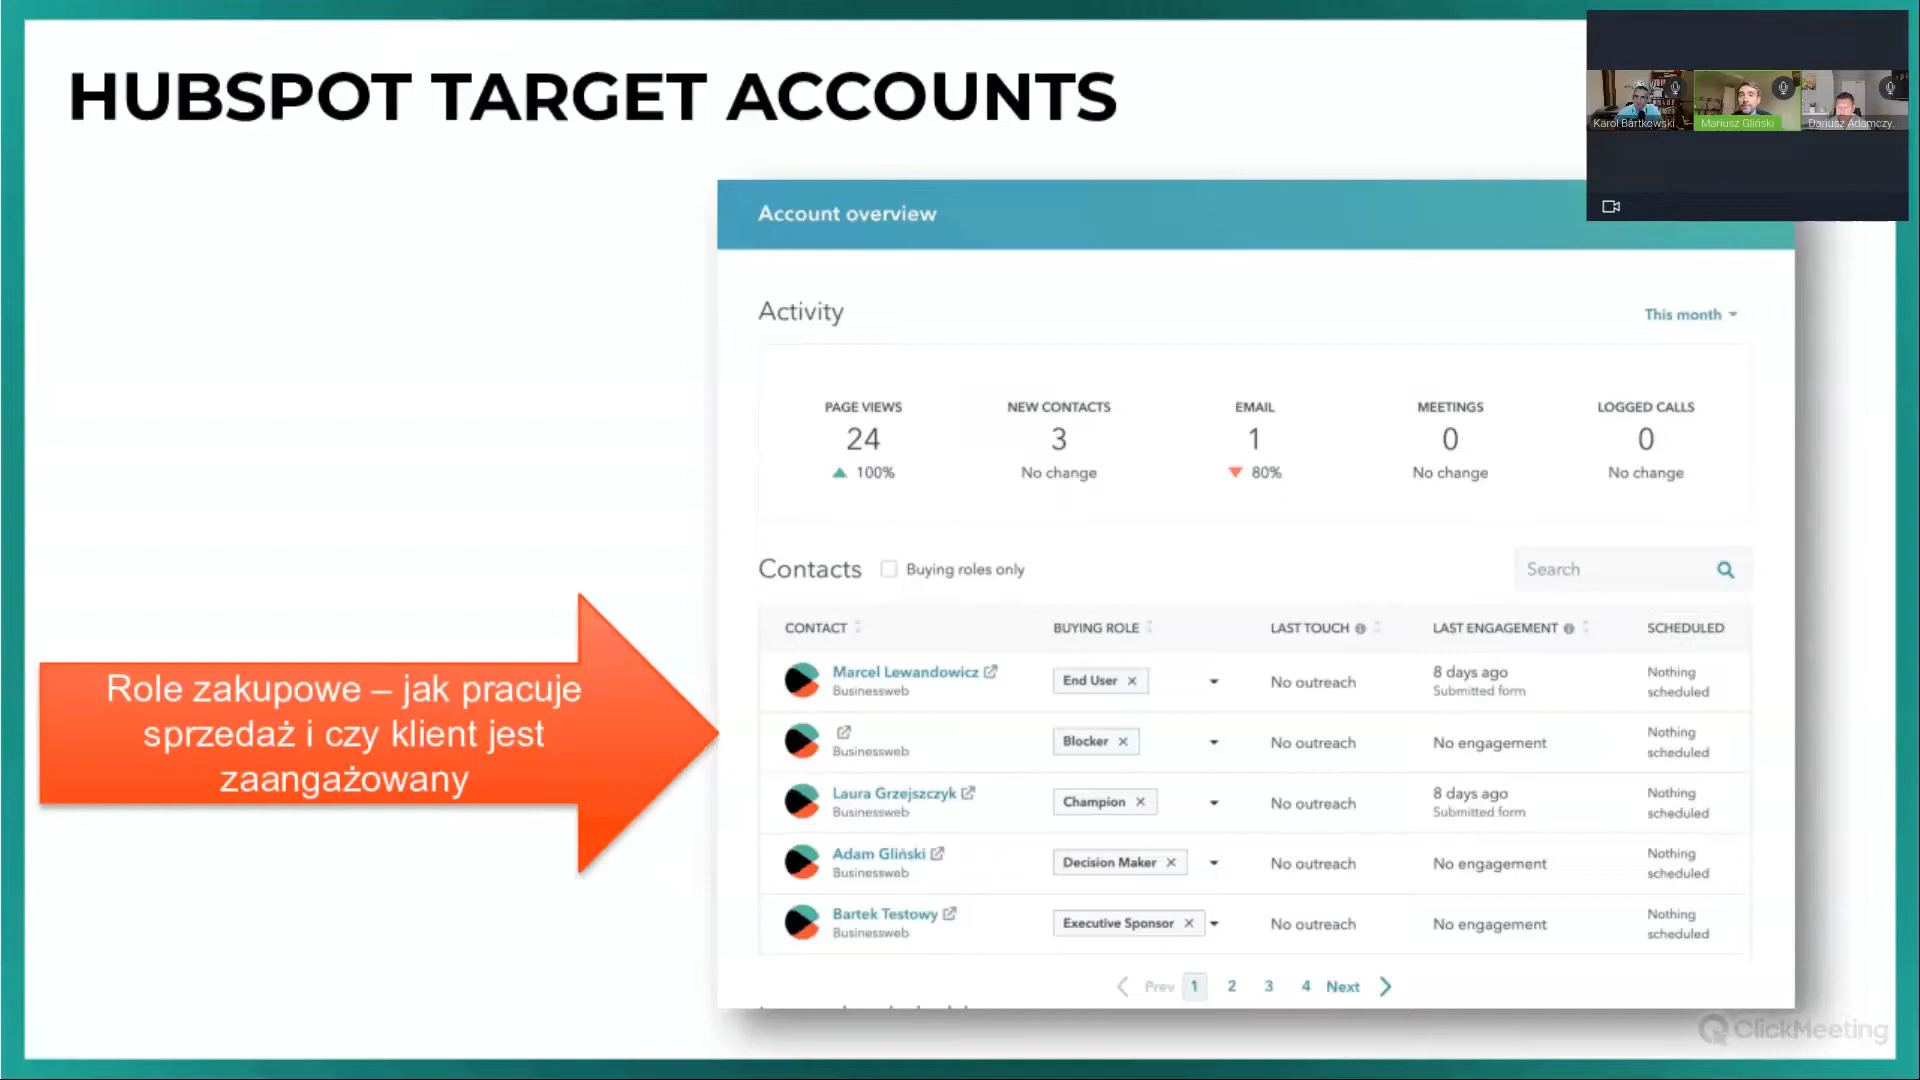 HUBSPOT TARGET ACCOUNTS
Karol Bartkowski
Mariusz Gliński
Dariusz Adamczy...
Account overview
Activity
This month
PAGE VIEWS
24
100%
NEW CONTACTS
3
No change
EMAIL
1
80%
MEETINGS
0
No change
LOGGED CALLS
0
No change
Contacts
Buying roles only
Search
CONTACT BUYING ROLE LAST TOUCH LAST ENGAGEMENT SCHEDULED
Marcel Lewandowicz
Businessweb
End User ×
No outreach
8 days ago
Submitted form
Nothing
scheduled
Businessweb
Blocker ×
No outreach
No engagement
Nothing
scheduled
Laura Grzejszczyk
Businessweb
Champion ×
No outreach
8 days ago
Submitted form
Nothing
scheduled
Adam Gliński
Businessweb
Decision Maker ×
No outreach
No engagement
Nothing
scheduled
Bartek Testowy
Businessweb
Executive Sponsor ×
No outreach
No engagement
Nothing
scheduled
Prev 1 2 3 4 Next
Role zakupowe – jak pracuje
sprzedaż i czy klient jest
zaangażowany
ClickMeeting